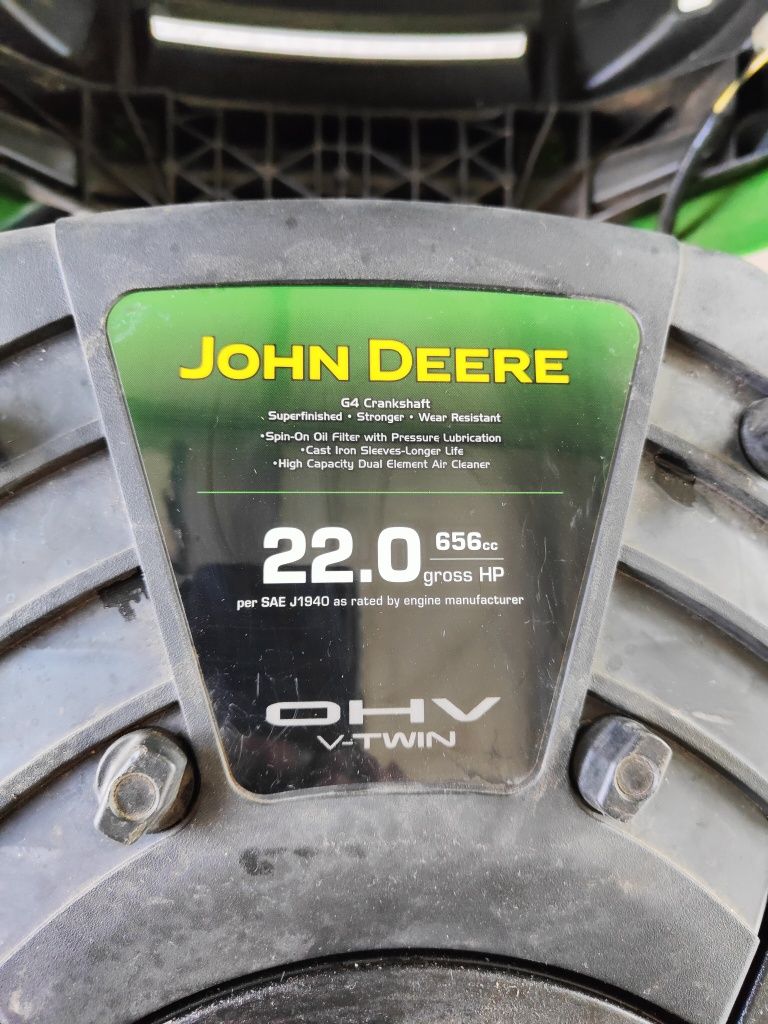 JOHN DEERE
G4 Crankshaft
Superfinished • Stronger • Wear Resistant
•Spin-On Oil Filter with Pressure Lubrication
•Cast Iron Sleeves-Longer Life
•High Capacity Dual Element Air Cleaner
22.0 656cc
gross HP
per SAE J1940 as rated by engine manufacturer
OHV
V-TWIN